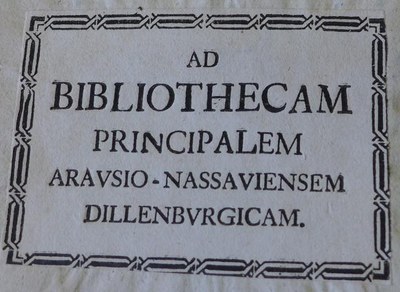 AD
BIBLIOTHECAM
PRINCIPALEM
ARAVSIO-NASSAVIENSEM
DILLENBVRGICAM.